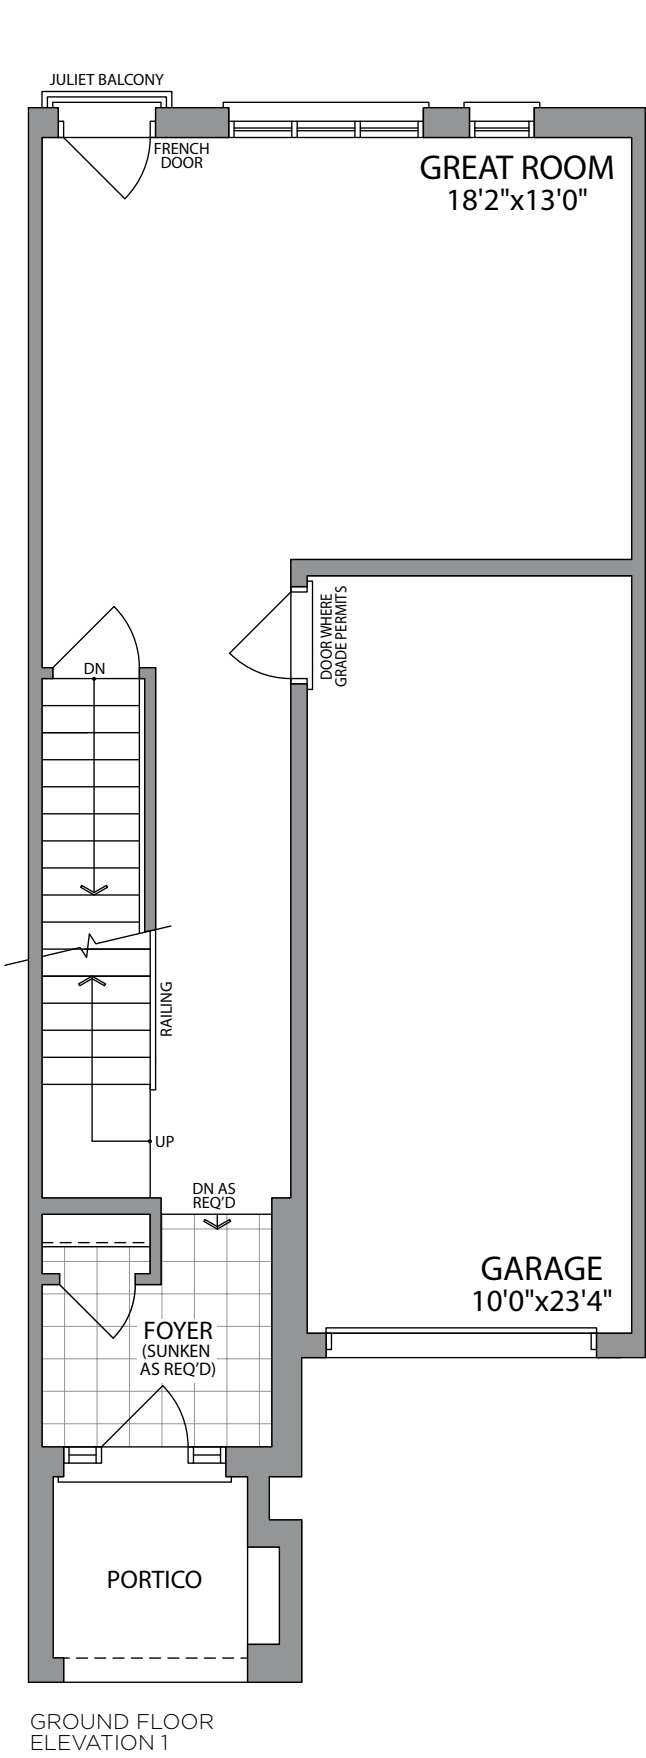 JULIET BALCONY
FRENCH
DOOR
GREAT ROOM
18'2"x13'0"
DOOR WHERE
GRADE PERMITS
DN
RAILING
UP
DN AS
REQ'D
GARAGE
10'0"x23'4"
FOYER
(SUNKEN
AS REQ'D)
PORTICO
GROUND FLOOR
ELEVATION 1